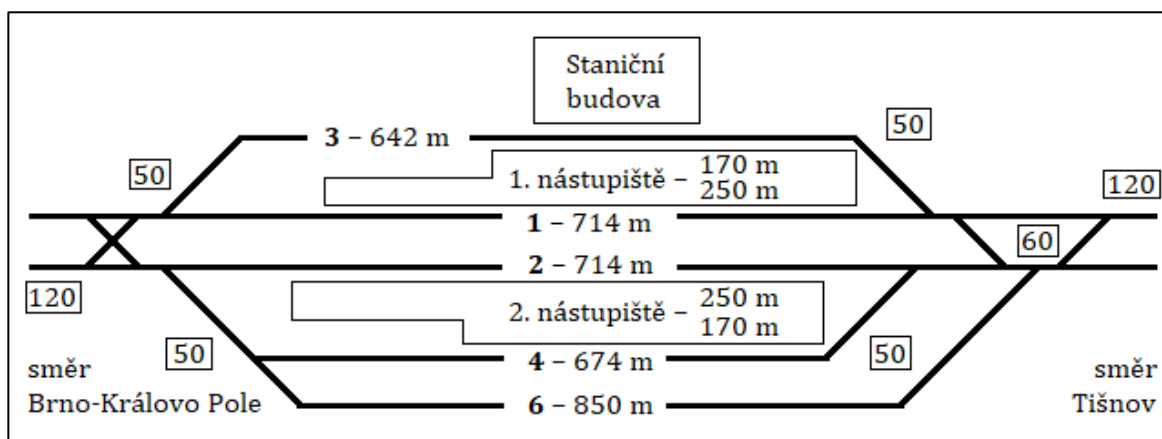 Staniční
budova
3 – 642 m
50
50
1. nástupiště – 170 m
250 m
120
1 – 714 m
60
2 – 714 m
120
2. nástupiště – 250 m
170 m
50
50
4 – 674 m
směr
Brno-Královo Pole
6 – 850 m
směr
Tišnov